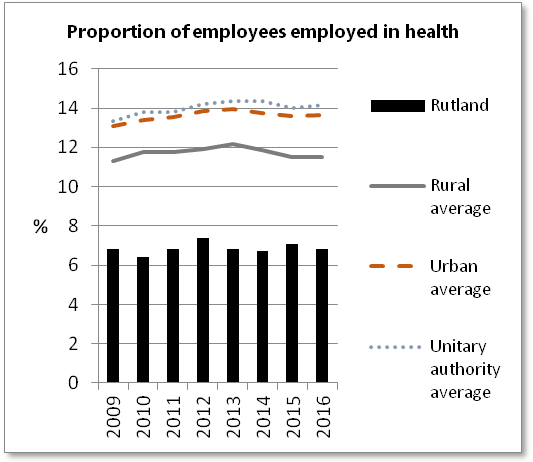 Proportion of employees employed in health
16
14
12
10
8
6
4
2
0
%
2009
2010
2011
2012
2013
2014
2015
2016
Rutland
Rural
average
Urban
average
Unitary
authority
average